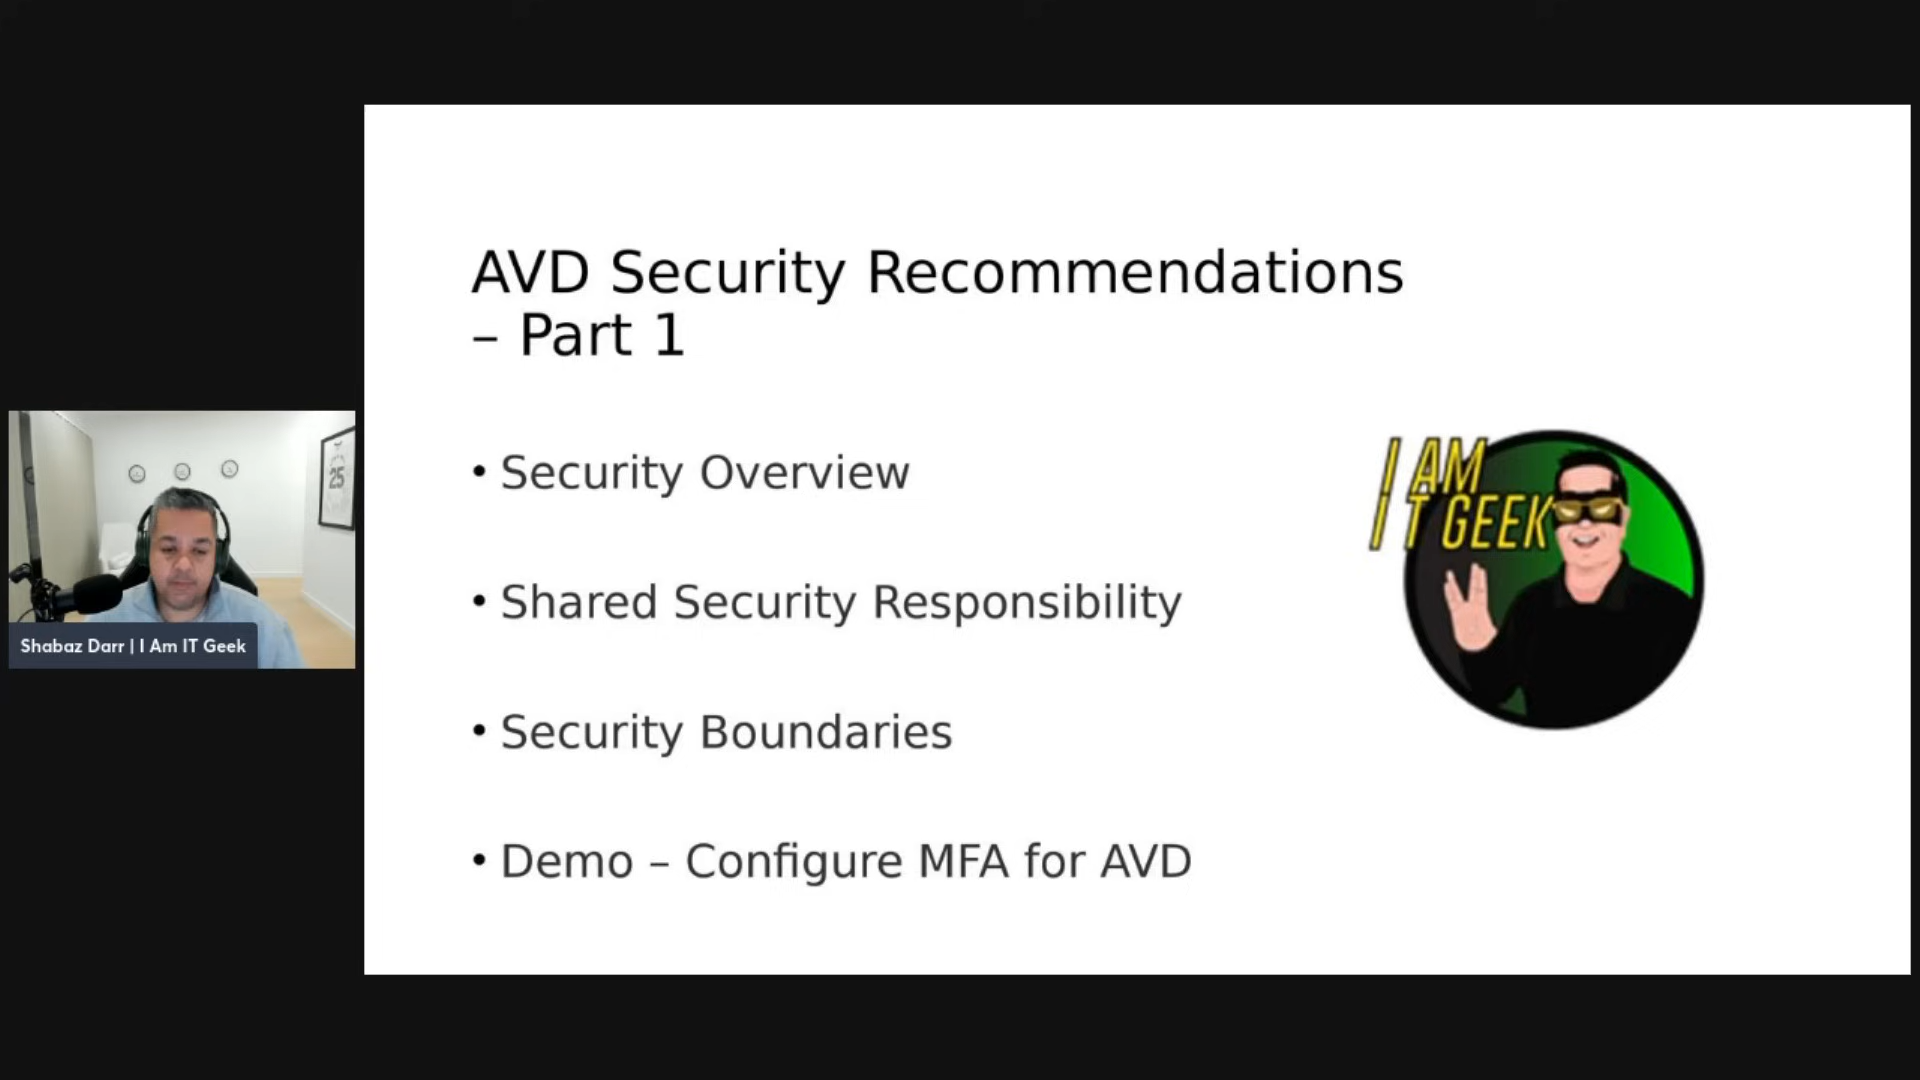 AVD Security Recommendations
– Part 1
• Security Overview
• Shared Security Responsibility
• Security Boundaries
• Demo – Configure MFA for AVD
I AM
IT GEEK
25
Shabaz Darr | I Am IT Geek